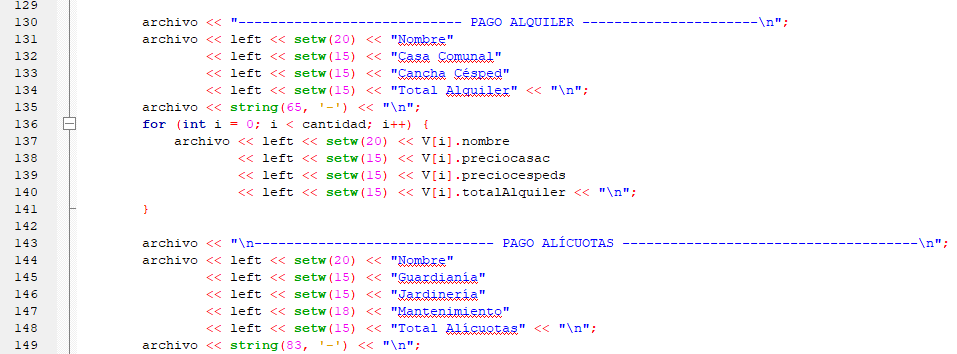 129
130 archivo << "---------------------------- PAGO ALQUILER ----------------------\n";
131 archivo << left << setw(20) << "Nombre"
132 << left << setw(15) << "Casa Comunal"
133 << left << setw(15) << "Cancha Césped"
134 << left << setw(15) << "Total Alquiler" << "\n";
135 archivo << string(65, '-') << "\n";
136 for (int i = 0; i < cantidad; i++) {
137 archivo << left << setw(20) << V[i].nombre
138 << left << setw(15) << V[i].preciocasac
139 << left << setw(15) << V[i].preciocespeds
140 << left << setw(15) << V[i].totalAlquiler << "\n";
141 }
142
143 archivo << "\n------------------------------ PAGO ALÍCUOTAS -------------------------------------\n";
144 archivo << left << setw(20) << "Nombre"
145 << left << setw(15) << "Guardianía"
146 << left << setw(15) << "Jardinería"
147 << left << setw(18) << "Mantenimiento"
148 << left << setw(15) << "Total Alícuotas" << "\n";
149 archivo << string(83, '-') << "\n";